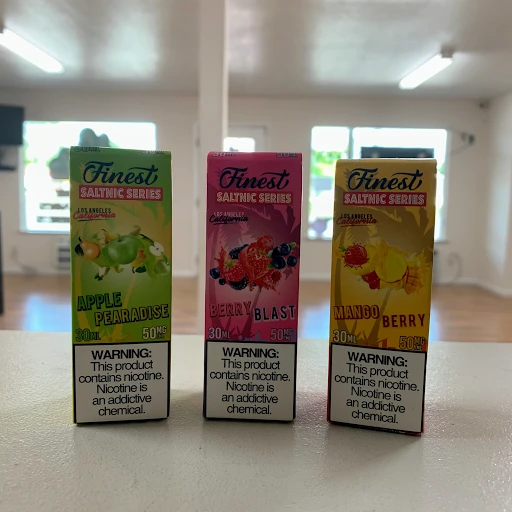 Finest
SALTNIC SERIES
LOS ANGELES
California
APPLE
PEARADISE
30ML
50MG
WARNING:
This product
contains nicotine.
Nicotine is
an addictive
chemical.
Finest
SALTNIC SERIES
LOS ANGELES
California
BERRY BLAST
30ML
50MG
WARNING:
This product
contains nicotine.
Nicotine is
an addictive
chemical.
Finest
SALTNIC SERIES
LOS ANGELES
California
MANGO BERRY
30ML
50MG
WARNING:
This product
contains nicotine.
Nicotine is
an addictive
chemical.